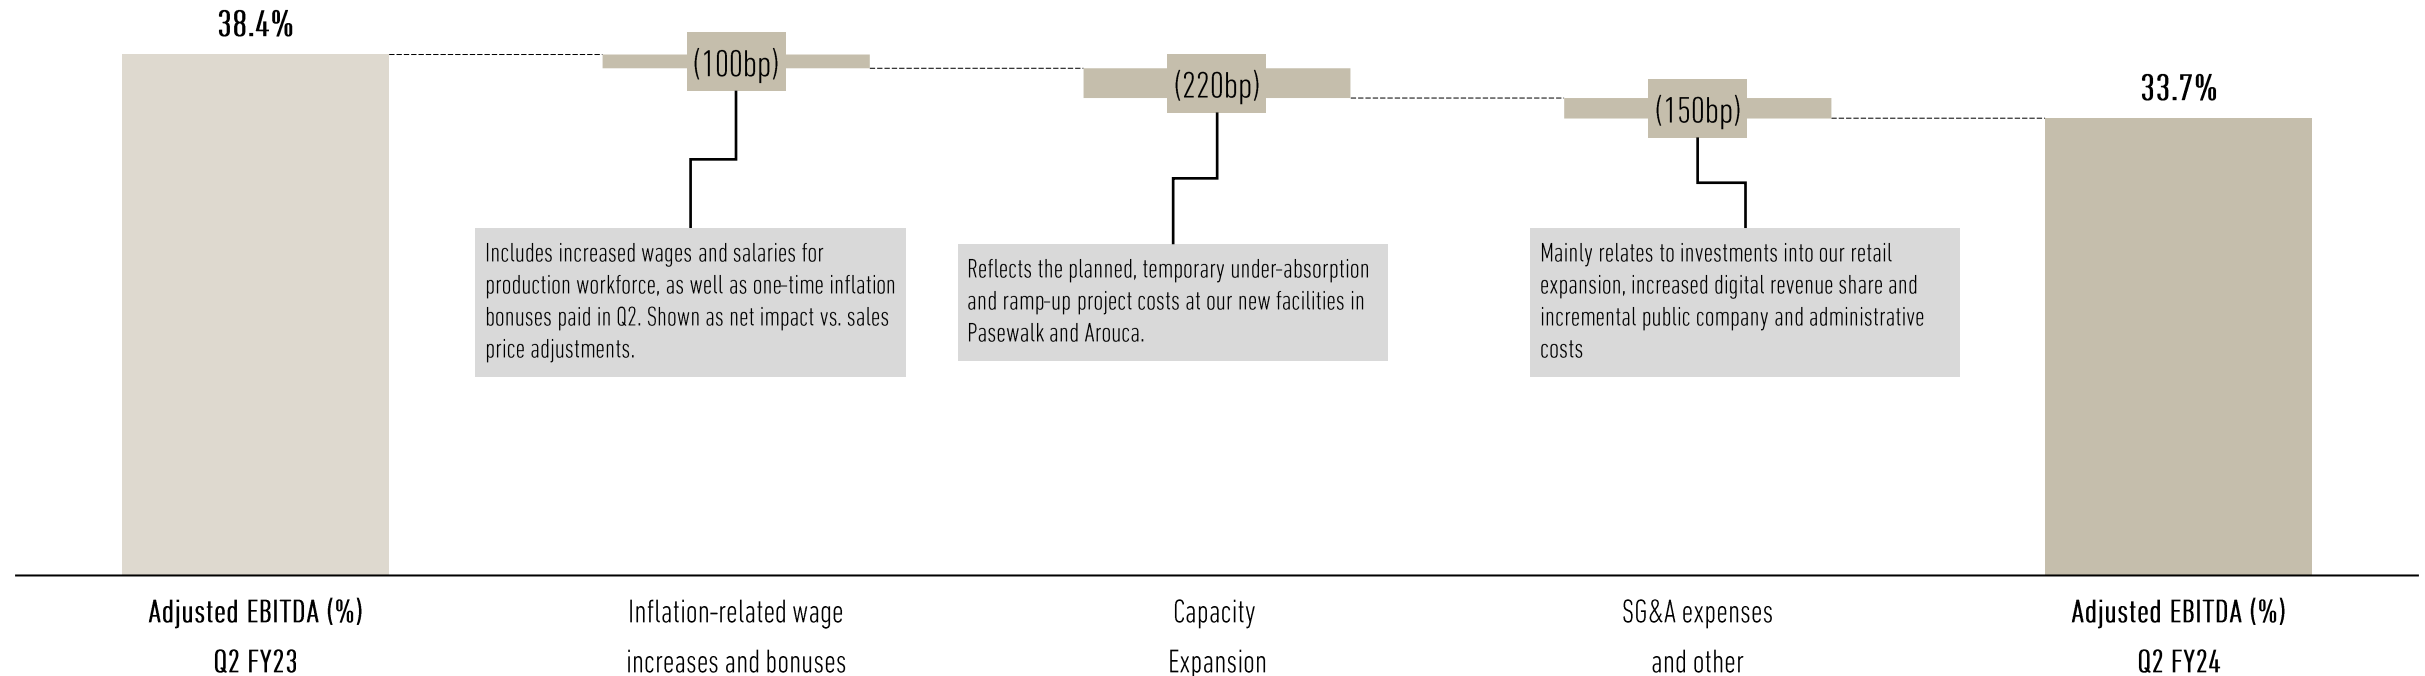 38.4%
(100bp)
(220bp)
(150bp)
33.7%
Includes increased wages and salaries for
production workforce, as well as one-time inflation
bonuses paid in Q2. Shown as net impact vs. sales
price adjustments.
Reflects the planned, temporary under-absorption
and ramp-up project costs at our new facilities in
Pasewalk and Arouca.
Mainly relates to investments into our retail
expansion, increased digital revenue share and
incremental public company and administrative
costs
Adjusted EBITDA (%)
Q2 FY23
Inflation-related wage
increases and bonuses
Capacity
Expansion
SG&A expenses
and other
Adjusted EBITDA (%)
Q2 FY24